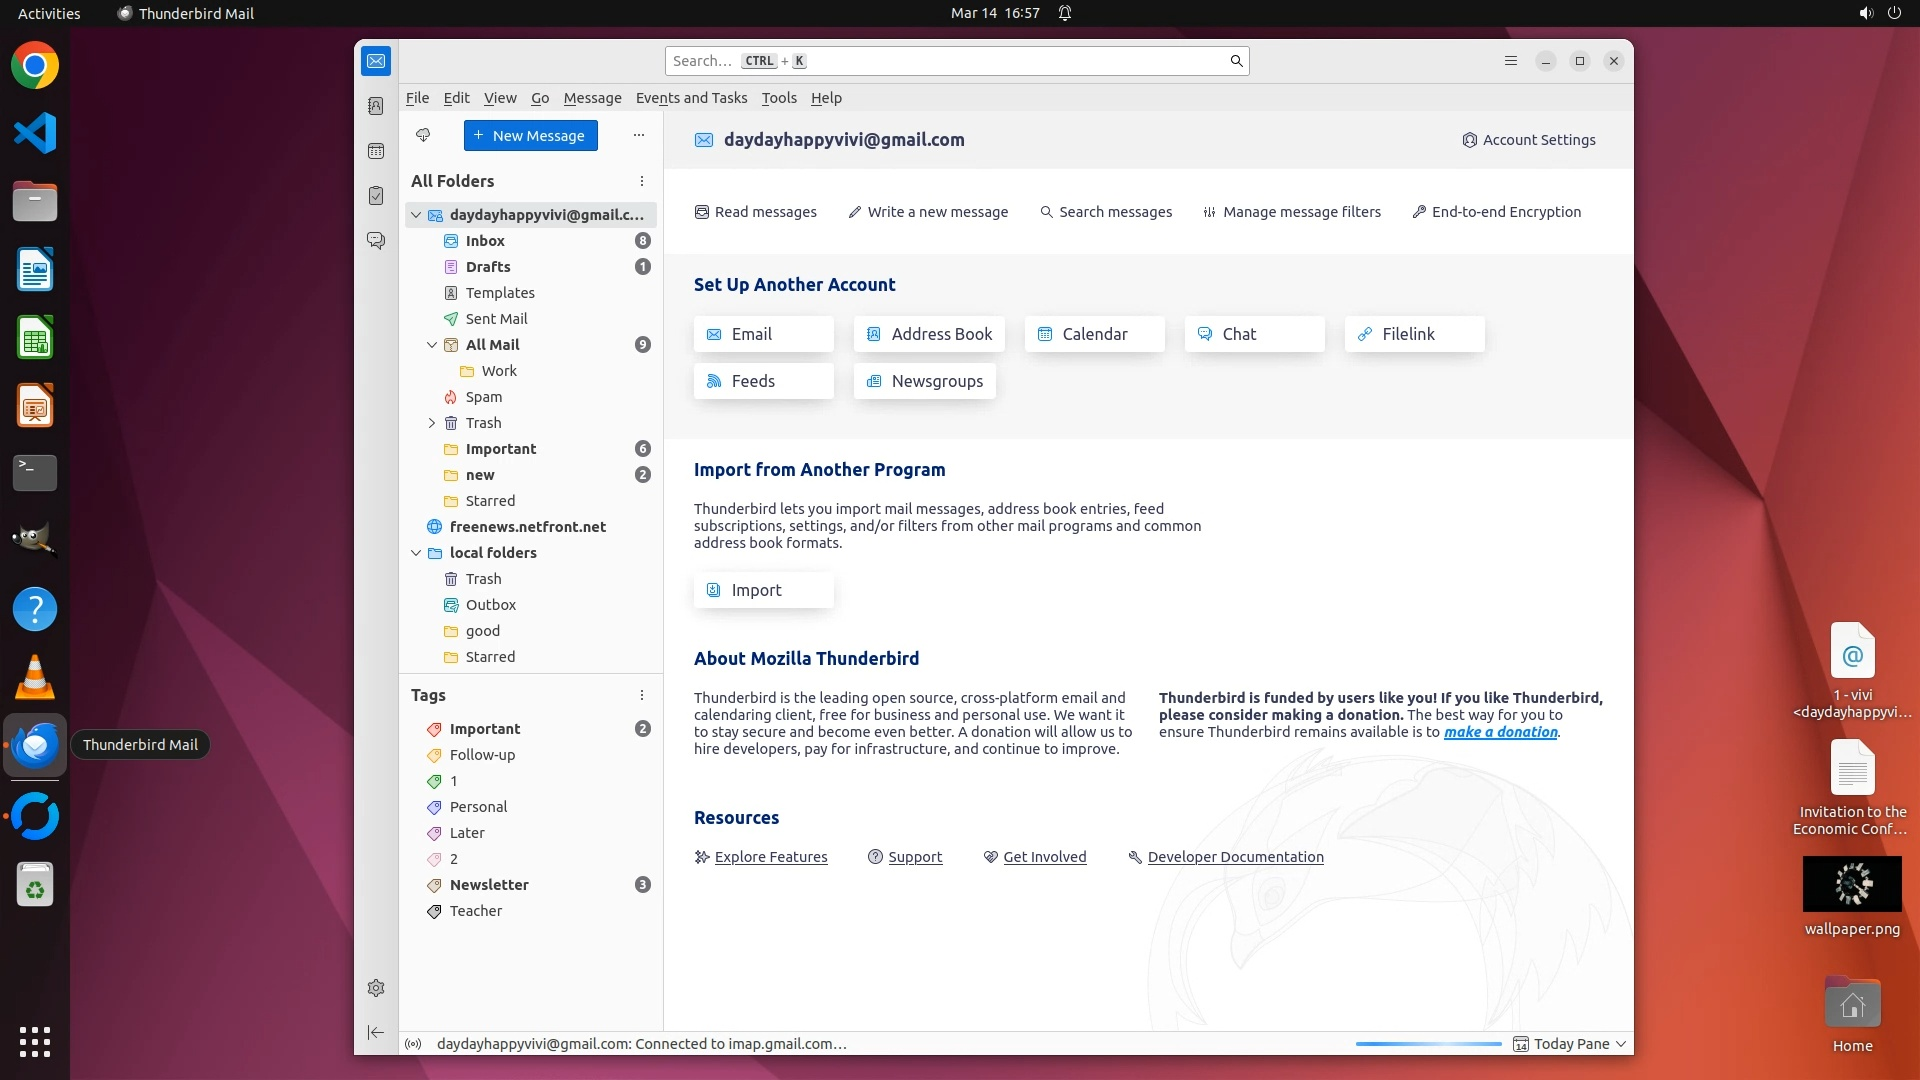 Activities
Thunderbird Mail
Mar 14 16:57
Search… CTRL + K
File Edit View Go Message Events and Tasks Tools Help
New Message
All Folders
daydayhappyvivi@gmail.c…
Inbox 8
Drafts 1
Templates
Sent Mail
All Mail 9
Work
Spam
Trash
Important 6
new 2
Starred
freenews.netfront.net
local folders
Trash
Outbox
good
Starred
Tags
Important 2
Follow-up
1
Personal
Later
2
Newsletter 3
Teacher
daydayhappyvivi@gmail.com
Account Settings
Read messages
Write a new message
Search messages
Manage message filters
End-to-end Encryption
Set Up Another Account
Email
Address Book
Calendar
Chat
Filelink
Feeds
Newsgroups
Import from Another Program
Thunderbird lets you import mail messages, address book entries, feed
subscriptions, settings, and/or filters from other mail programs and common
address book formats.
Import
About Mozilla Thunderbird
Thunderbird is the leading open source, cross-platform email and
calendaring client, free for business and personal use. We want it
to stay secure and become even better. A donation will allow us to
hire developers, pay for infrastructure, and continue to improve.
Thunderbird is funded by users like you! If you like Thunderbird,
please consider making a donation. The best way for you to
ensure Thunderbird remains available is to make a donation.
Resources
Explore Features
Support
Get Involved
Developer Documentation
daydayhappyvivi@gmail.com: Connected to imap.gmail.com…
14 Today Pane
Thunderbird Mail
1 - vivi
<daydayhappyvi…
Invitation to the
Economic Conf…
wallpaper.png
Home